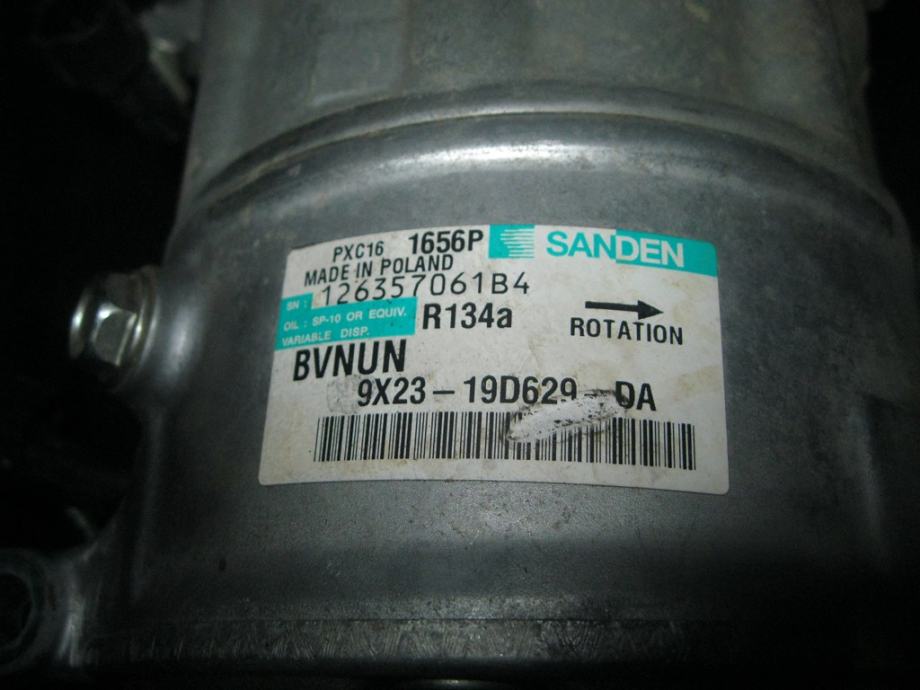 PXC16 1656P SANDEN
MADE IN POLAND
SN: 126357061B4
OIL: SP-10 OR EQUIV. R134a
VARIABLE DISP. ROTATION
BVNUN
9X23-19D629 DA